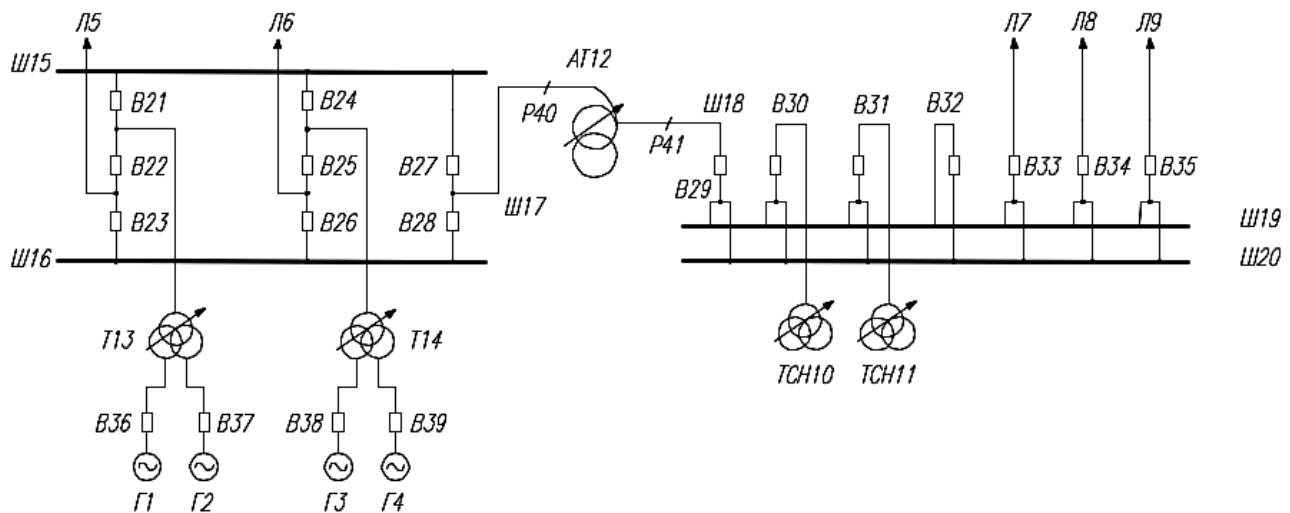 Л5
Л6
Л7
Л8
Л9
Ш15
АТ12
В21
В24
Р40
Ш18
В30
В31
В32
Р41
В22
В25
В27
В33
В34
В35
В29
Ш17
В23
В26
В28
Ш19
Ш16
Ш20
Т13
Т14
ТСН10
ТСН11
В36
В37
В38
В39
Г1
Г2
Г3
Г4